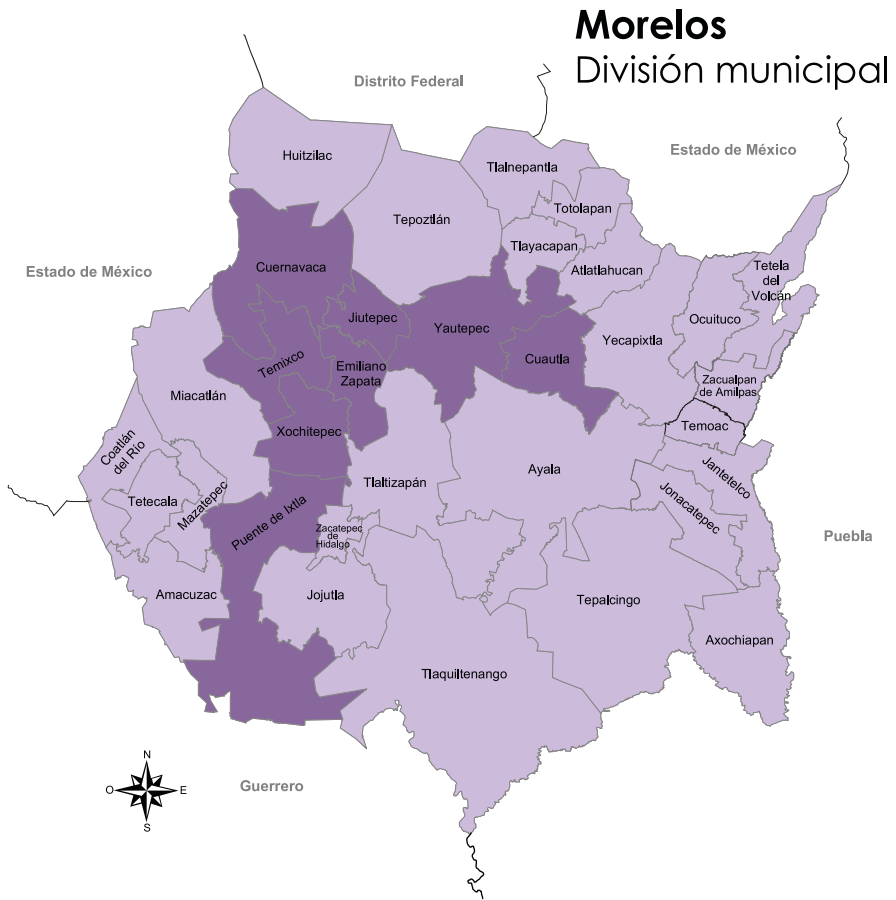 Morelos
División municipal
Distrito Federal
Estado de México
Huitzilac
Tlalnepantla
Totolapan
Tepoztlán
Tlayacapan
Estado de México
Cuernavaca
Atlatlahucan
Tetela
del
Volcán
Jiutepec
Yautepec
Ocuituco
Yecapixtla
Temixco
Emiliano
Zapata
Cuautla
Zacualpan
de Amilpas
Miacatlán
Xochitepec
Temoac
Coatlán
del Río
Jantetelco
Ayala
Tlaltizapán
Tetecala
Mazatepec
Jonacatepec
Puente de Ixtla
Zacatepec
de
Hidalgo
Puebla
Amacuzac
Jojutla
Tepalcingo
Axochiapan
Tlaquiltenango
Guerrero
N
O
E
S